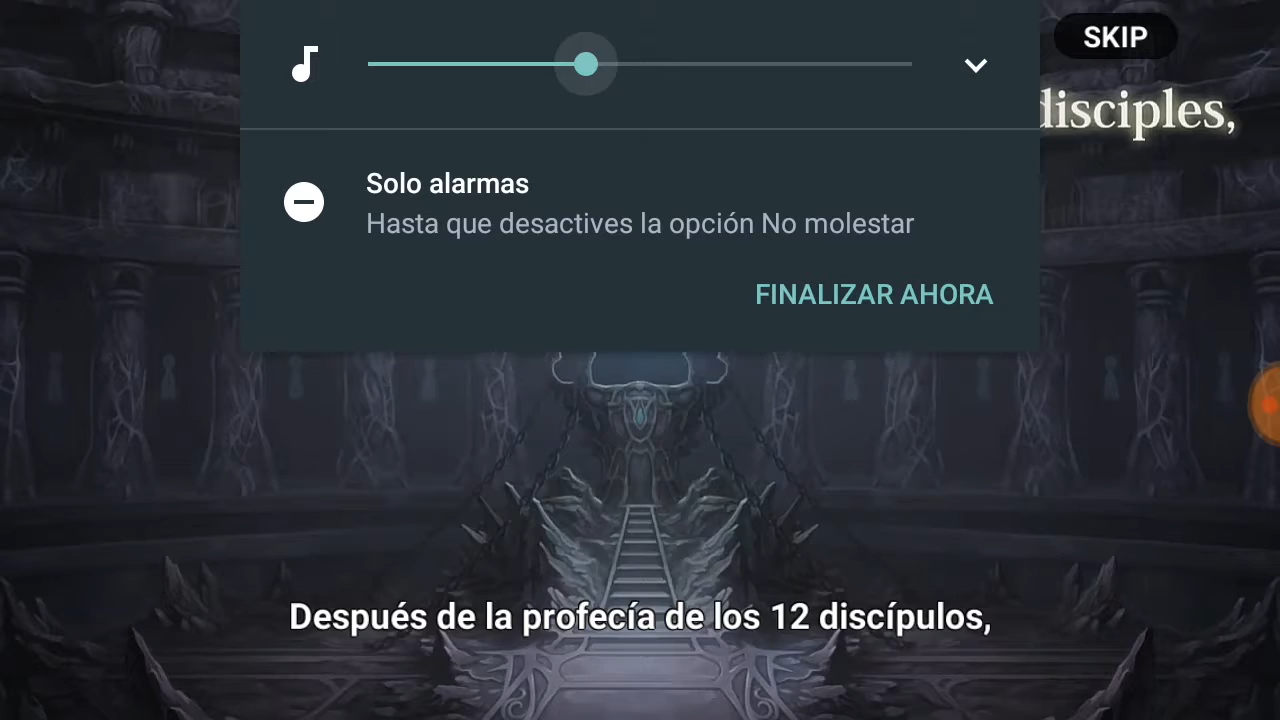 SKIP
disciples,
Solo alarmas
Hasta que desactives la opción No molestar
FINALIZAR AHORA
Después de la profecía de los 12 discípulos,